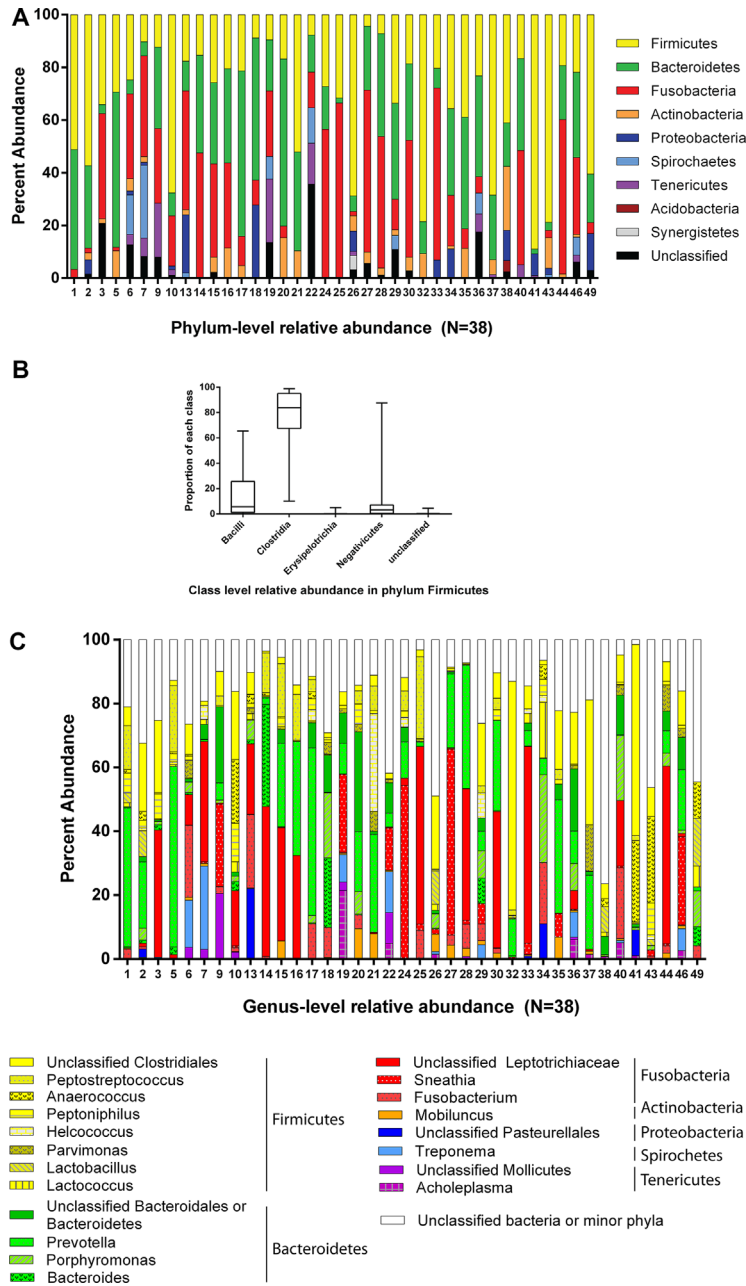 A
Percent Abundance
100
80
60
40
20
0
1 2 3 5 6 7 9 10 13 14 15 16 17 18 19 20 21 22 24 25 26 27 28 29 30 32 33 34 35 36 37 38 40 41 43 44 46 49
Phylum-level relative abundance (N=38)
Firmicutes
Bacteroidetes
Fusobacteria
Actinobacteria
Proteobacteria
Spirochaetes
Tenericutes
Acidobacteria
Synergistetes
Unclassified
B
Proportion of each class
100
80
60
40
20
0
Bacilli
Clostridia
Erysipelotrichia
Negativicutes
unclassified
Class level relative abundance in phylum Firmicutes
C
Percent Abundance
100
80
60
40
20
0
1 2 3 5 6 7 9 10 13 14 15 16 17 18 19 20 21 22 24 25 26 27 28 29 30 32 33 34 35 36 37 38 40 41 43 44 46 49
Genus-level relative abundance (N=38)
Unclassified Clostridiales
Peptostreptococcus
Anaerococcus
Peptoniphilus
Helcococcus
Parvimonas
Lactobacillus
Lactococcus
Firmicutes
Unclassified Bacteroidales or
Bacteroidetes
Prevotella
Porphyromonas
Bacteroides
Bacteroidetes
Unclassified Leptotrichiaceae
Sneathia
Fusobacterium
Fusobacteria
Mobiluncus
Actinobacteria
Unclassified Pasteurellales
Proteobacteria
Treponema
Spirochetes
Unclassified Mollicutes
Acholeplasma
Tenericutes
Unclassified bacteria or minor phyla